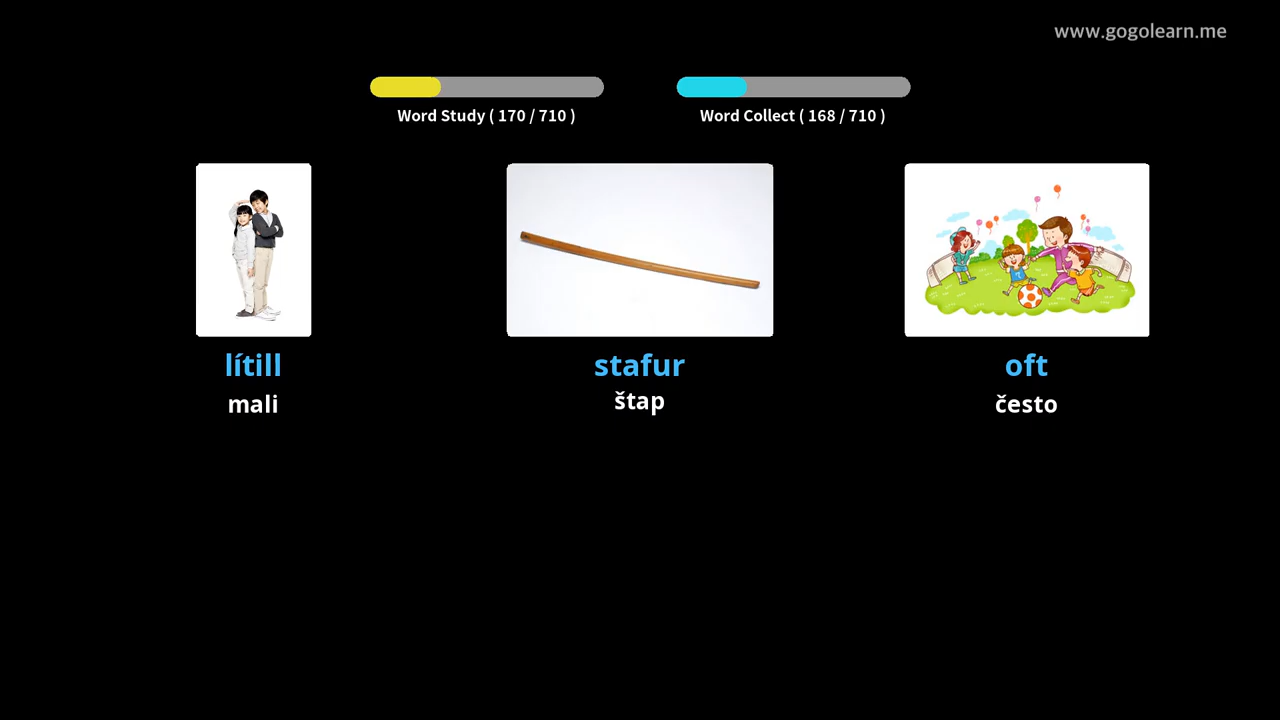 www.gogolearn.me
Word Study ( 170 / 710 )
Word Collect ( 168 / 710 )
lítill
stafur
oft
mali
štap
često